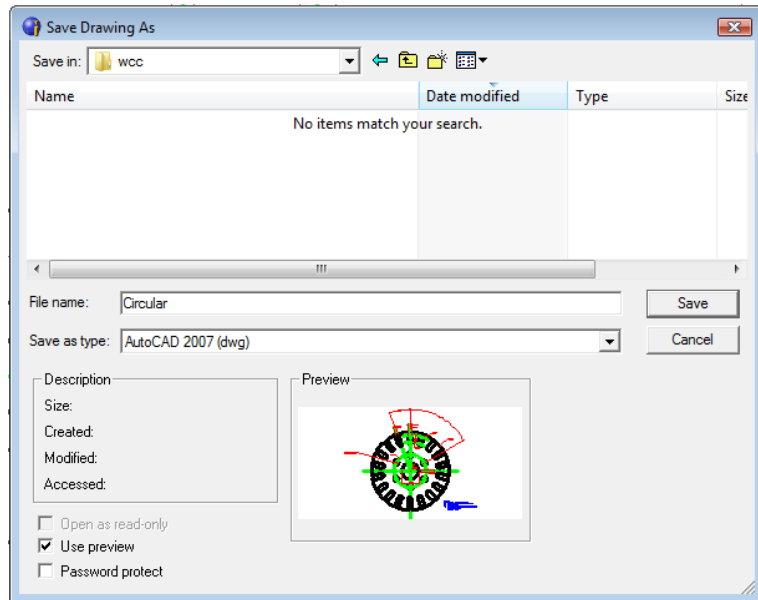 Save Drawing As
Save in: wcc
Name Date modified Type Size
No items match your search.
File name: Circular Save
Save as type: AutoCAD 2007 (dwg) Cancel
Description
Size:
Created:
Modified:
Accessed:
Preview
Open as read-only
Use preview
Password protect